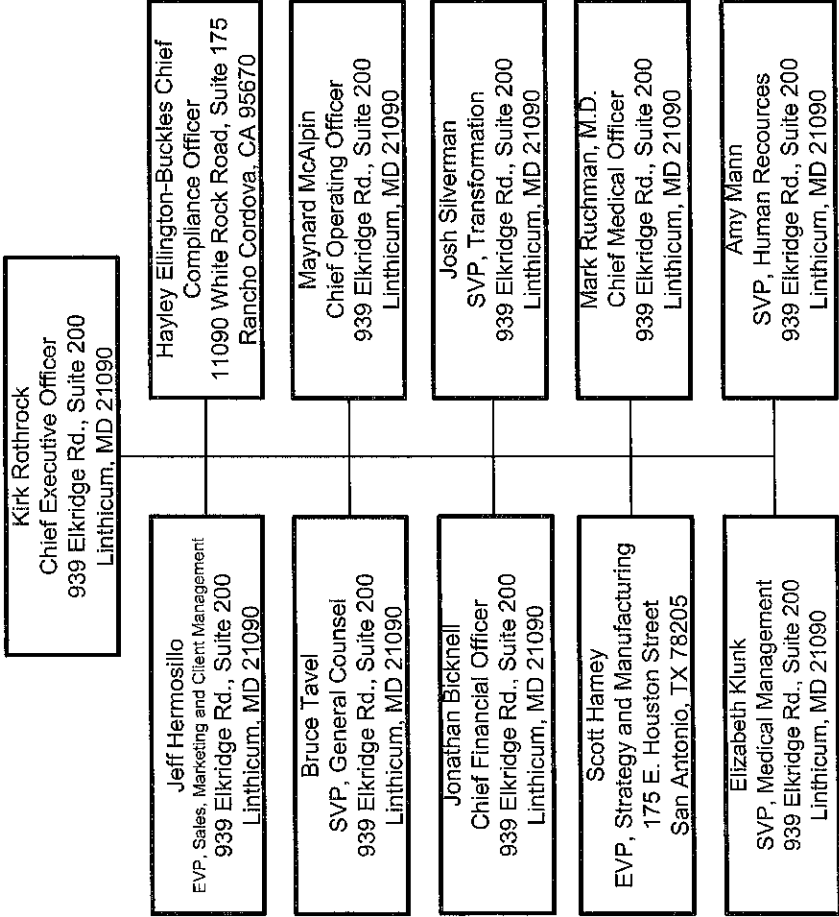 Kirk Rothrock
Chief Executive Officer
939 Elkridge Rd., Suite 200
Linthicum, MD 21090
Jeff Hermosillo
EVP, Sales, Marketing and Client Management
939 Elkridge Rd., Suite 200
Linthicum, MD 21090
Hayley Ellington-Buckles Chief
Compliance Officer
11090 White Rock Road, Suite 175
Rancho Cordova, CA 95670
Bruce Tavel
SVP, General Counsel
939 Elkridge Rd., Suite 200
Linthicum, MD 21090
Maynard McAlpin
Chief Operating Officer
939 Elkridge Rd., Suite 200
Linthicum, MD 21090
Jonathan Bicknell
Chief Financial Officer
939 Elkridge Rd., Suite 200
Linthicum, MD 21090
Josh Silverman
SVP, Transformation
939 Elkridge Rd., Suite 200
Linthicum, MD 21090
Scott Harney
EVP, Strategy and Manufacturing
175 E. Houston Street
San Antonio, TX 78205
Mark Ruchman, M.D.
Chief Medical Officer
939 Elkridge Rd., Suite 200
Linthicum, MD 21090
Elizabeth Klunk
SVP, Medical Management
939 Elkridge Rd., Suite 200
Linthicum, MD 21090
Amy Mann
SVP, Human Recources
939 Elkridge Rd., Suite 200
Linthicum, MD 21090